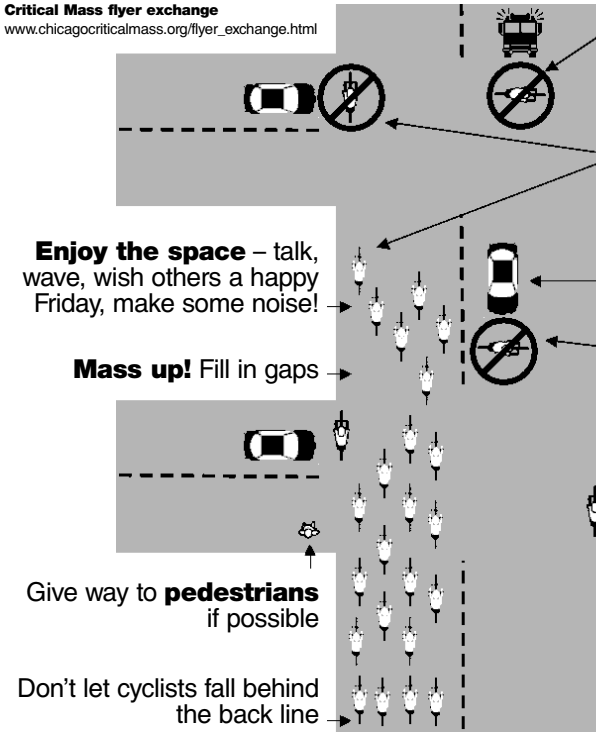 Critical Mass flyer exchange
www.chicagocriticalmass.org/flyer_exchange.html
Enjoy the space – talk,
wave, wish others a happy
Friday, make some noise!
Mass up! Fill in gaps
Give way to pedestrians
if possible
Don't let cyclists fall behind
the back line